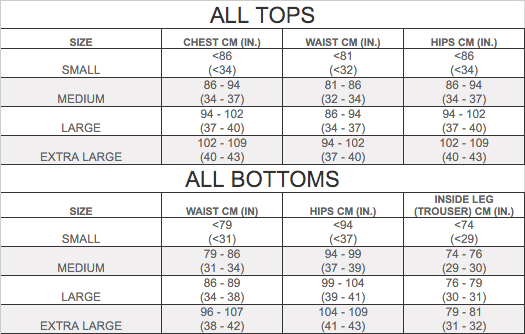 ALL TOPS
SIZE CHEST CM (IN.) WAIST CM (IN.) HIPS CM (IN.)
SMALL <86 (<34) <81 (<32) <86 (<34)
MEDIUM 86 - 94 (34 - 37) 81 - 86 (32 - 34) 86 - 94 (34 - 37)
LARGE 94 - 102 (37 - 40) 86 - 94 (34 - 37) 94 - 102 (37 - 40)
EXTRA LARGE 102 - 109 (40 - 43) 94 - 102 (37 - 40) 102 - 109 (40 - 43)
ALL BOTTOMS
SIZE WAIST CM (IN) HIPS CM (IN.) INSIDE LEG (TROUSER) CM (IN.)
SMALL <79 (<31) <94 (<37) <74 (<29)
MEDIUM 79 - 86 (31 - 34) 94 - 99 (37 - 39) 74 - 76 (29 - 30)
LARGE 86 - 89 (34 - 38) 99 - 104 (39 - 41) 76 - 79 (30 - 31)
EXTRA LARGE 96 - 107 (38 - 42) 104 - 109 (41 - 43) 79 - 81 (31 - 32)